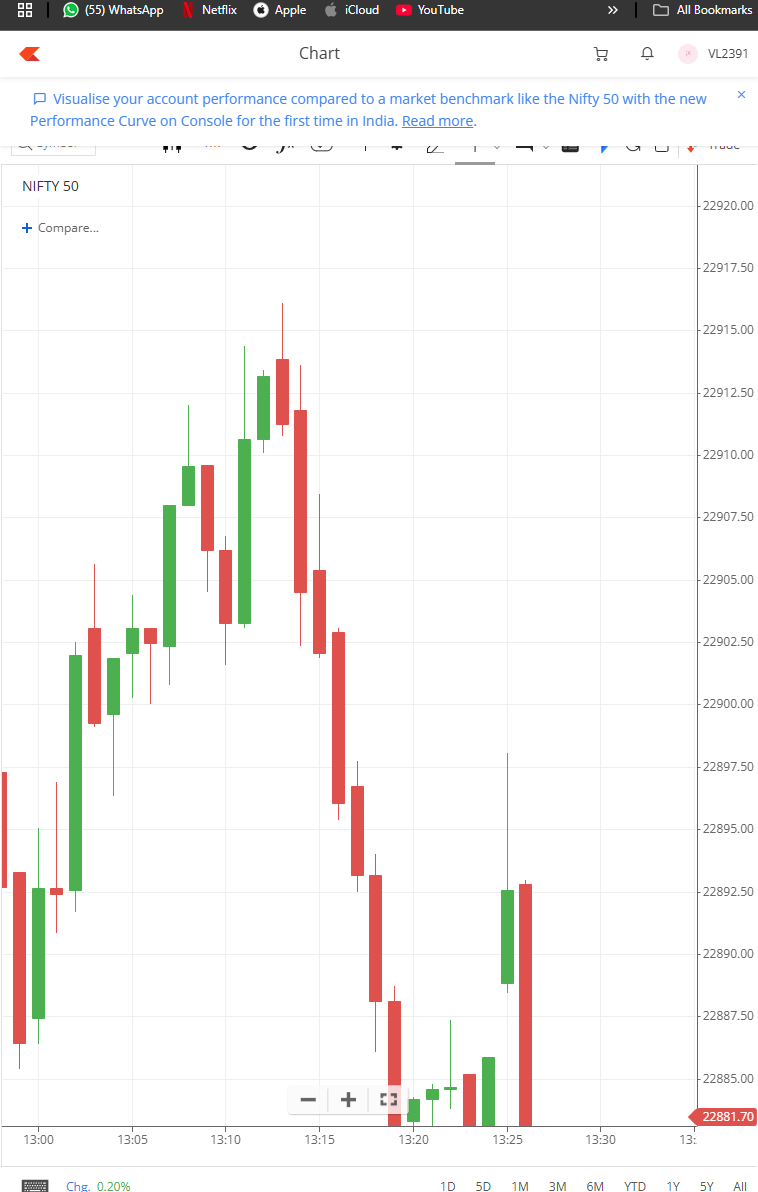 (55) WhatsApp Netflix Apple iCloud YouTube » All Bookmarks
Chart VL2391
Visualise your account performance compared to a market benchmark like the Nifty 50 with the new
Performance Curve on Console for the first time in India. Read more.
NIFTY 50
+ Compare...
22920.00
22917.50
22915.00
22912.50
22910.00
22907.50
22905.00
22902.50
22900.00
22897.50
22895.00
22892.50
22890.00
22887.50
22885.00
22881.70
13:00 13:05 13:10 13:15 13:20 13:25 13:30 13:
Chg. 0.20% 1D 5D 1M 3M 6M YTD 1Y 5Y All